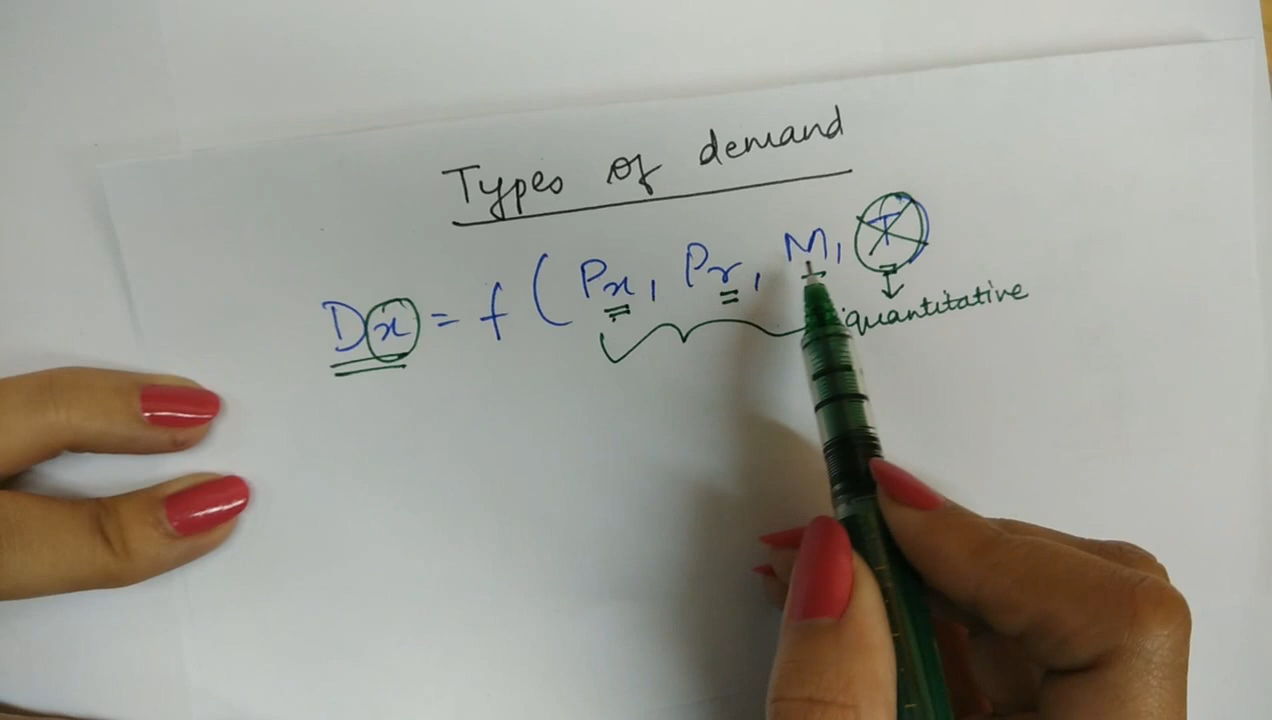 Types of demand
Dx = f ( Px, Pr, M, T
quantitative